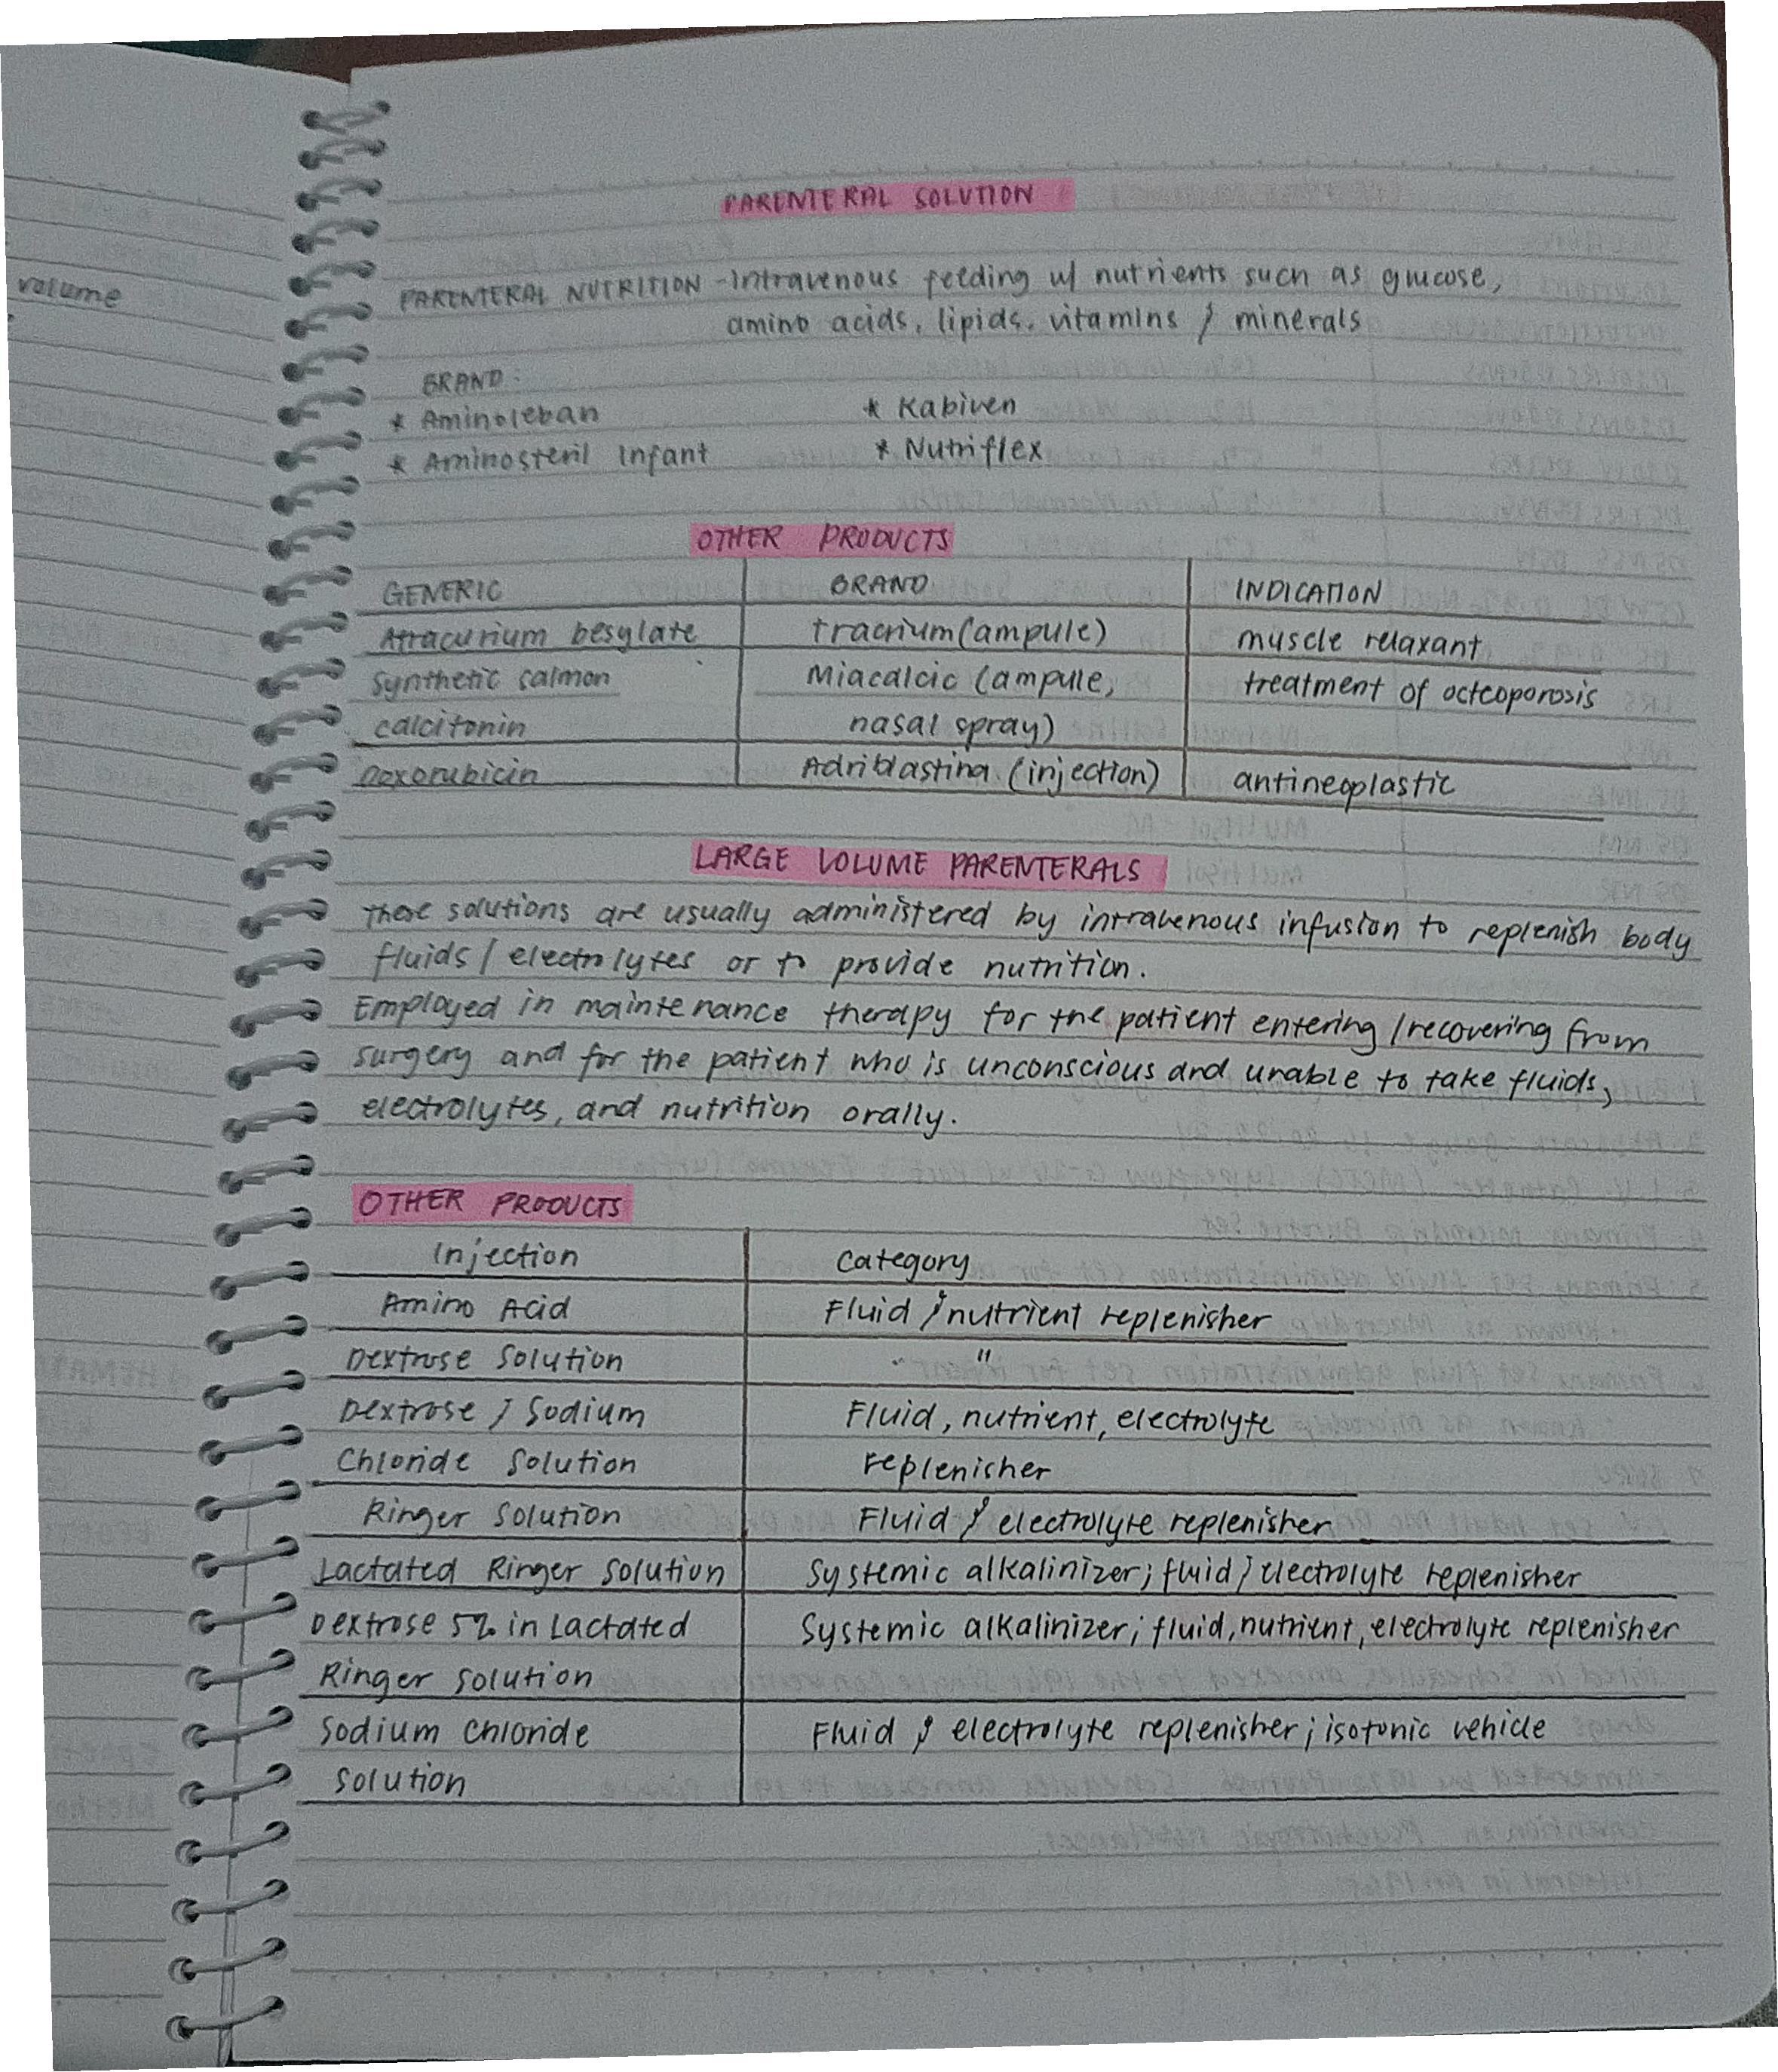 volume
PARENTERAL SOLUTION
PARENTERAL NUTRITION - Intravenous feeding w/ nutrients such as glucose,
amino acids, lipids, vitamins & minerals
BRAND:
* Aminoleban * Kabiven
* Aminosteril Infant * Nutriflex
OTHER PRODUCTS
GENERIC BRAND INDICATION
Atracurium besylate Tracrium (ampule) muscle relaxant
Synthetic salmon Miacalcic (ampule, treatment of octeoporosis
calcitonin nasal spray)
Doxorubicin Adriblastina (injection) antineoplastic
LARGE VOLUME PARENTERALS
These solutions are usually administered by intravenous infusion to replenish body
fluids / electrolytes or to provide nutrition.
Employed in maintenance therapy for the patient entering / recovering from
surgery and for the patient who is unconscious and unable to take fluids,
electrolytes, and nutrition orally.
OTHER PRODUCTS
Injection Category
Amino Acid Fluid & nutrient replenisher
Dextrose Solution "
Dextrose & Sodium Fluid, nutrient, electrolyte
Chloride Solution replenisher
Ringer Solution Fluid & electrolyte replenisher
Lactated Ringer Solution Systemic alkalinizer; fluid & electrolyte replenisher
Dextrose 5% in Lactated Systemic alkalinizer; fluid, nutrient, electrolyte replenisher
Ringer Solution
Sodium Chloride Fluid & electrolyte replenisher; isotonic vehicle
Solution